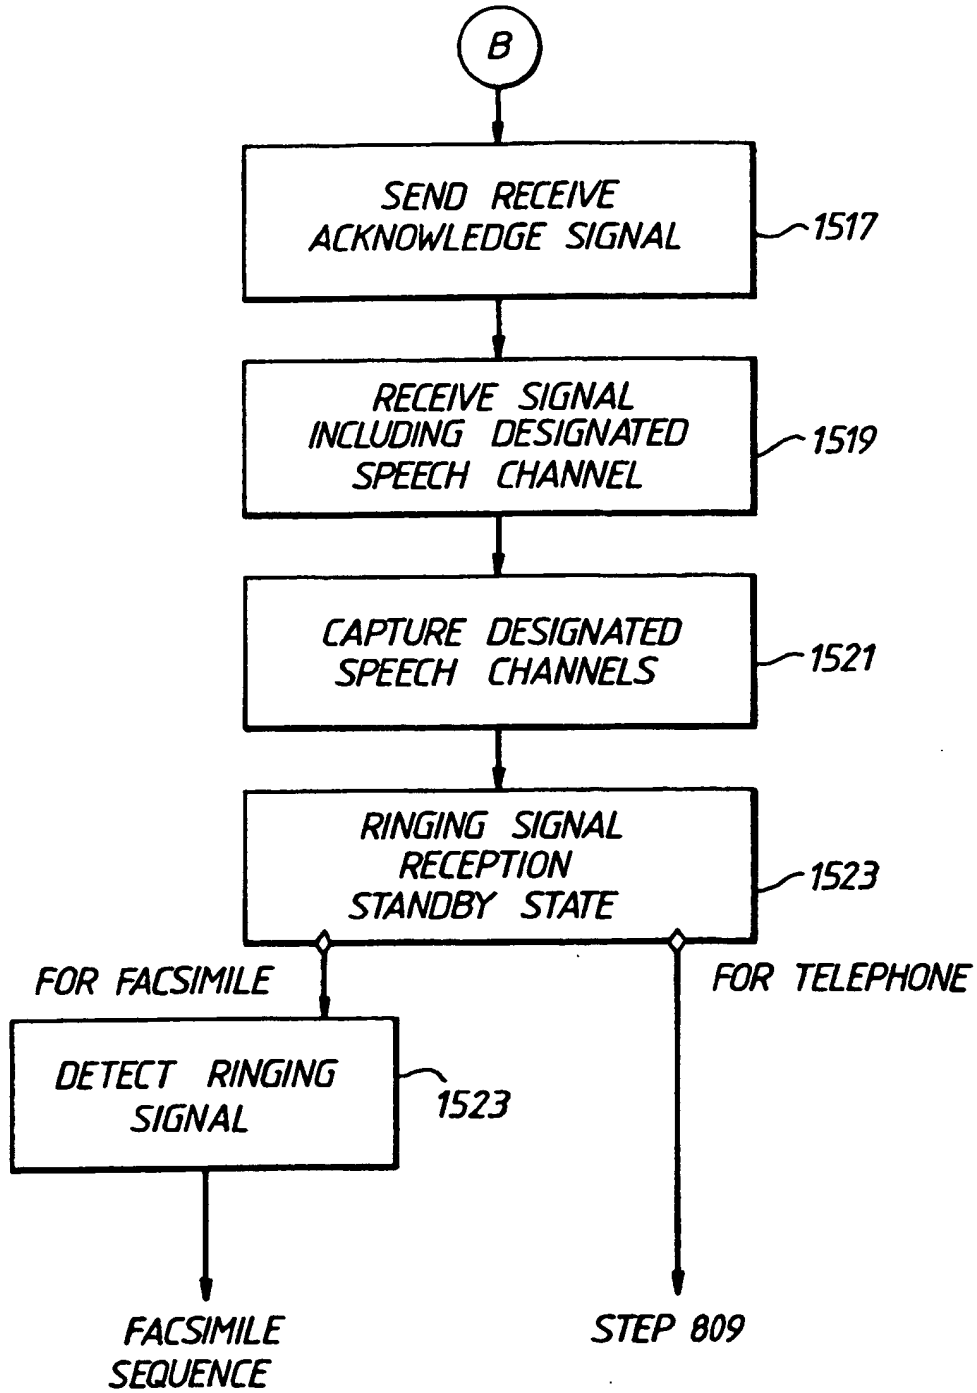 B
SEND RECEIVE
ACKNOWLEDGE SIGNAL
1517
RECEIVE SIGNAL
INCLUDING DESIGNATED
SPEECH CHANNEL
1519
CAPTURE DESIGNATED
SPEECH CHANNELS
1521
RINGING SIGNAL
RECEPTION
STANDBY STATE
1523
FOR FACSIMILE
FOR TELEPHONE
DETECT RINGING
SIGNAL
1523
FACSIMILE
SEQUENCE
STEP 809